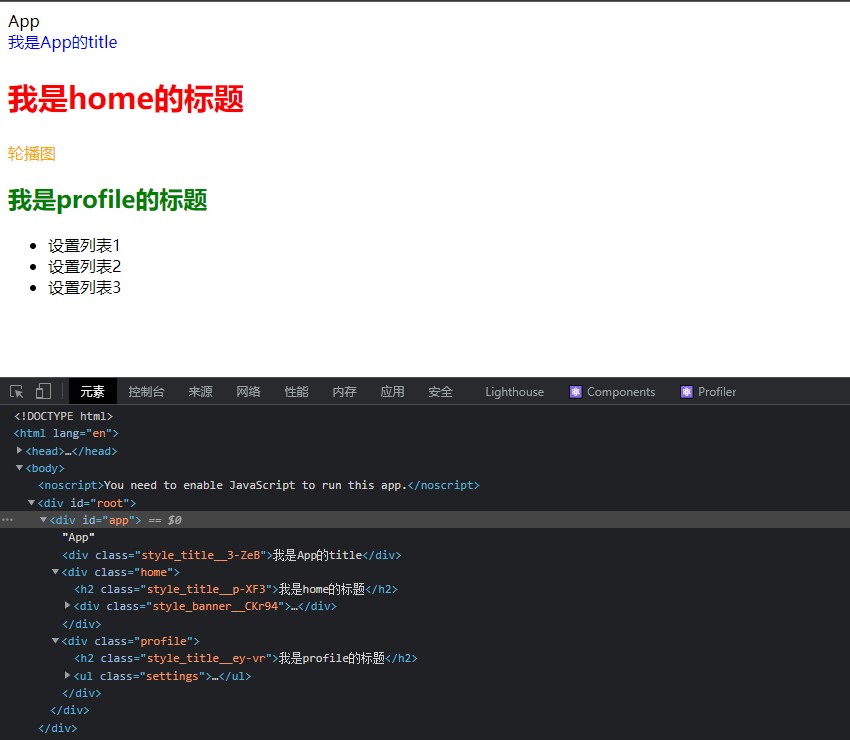 App
我是App的title
我是home的标题
轮播图
我是profile的标题
设置列表1
设置列表2
设置列表3
元素 控制台 来源 网络 性能 内存 应用 安全 Lighthouse Components Profiler
<!DOCTYPE html>
<html lang="en">
<head>…</head>
<body>
<noscript>You need to enable JavaScript to run this app.</noscript>
<div id="root">
<div id="app"> == $0
"App"
<div class="style_title__3-ZeB">我是App的title</div>
<div class="home">
<h2 class="style_title__p-XF3">我是home的标题</h2>
<div class="style_banner__CKr94">…</div>
</div>
<div class="profile">
<h2 class="style_title__ey-vr">我是profile的标题</h2>
<ul class="settings">…</ul>
</div>
</div>
</div>